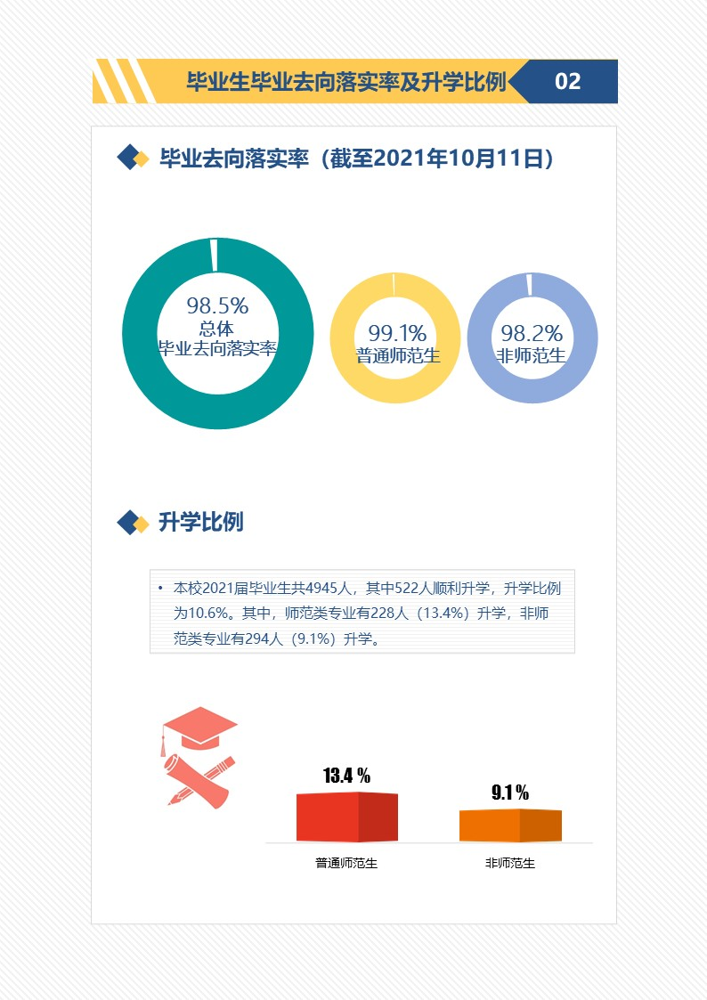 毕业生毕业去向落实率及升学比例
02
毕业去向落实率（截至2021年10月11日）
98.5%
总体
毕业去向落实率
99.1%
普通师范生
98.2%
非师范生
升学比例
• 本校2021届毕业生共4945人，其中522人顺利升学，升学比例
为10.6%。其中，师范类专业有228人（13.4%）升学，非师
范类专业有294人（9.1%）升学。
13.4 %
9.1 %
普通师范生
非师范生